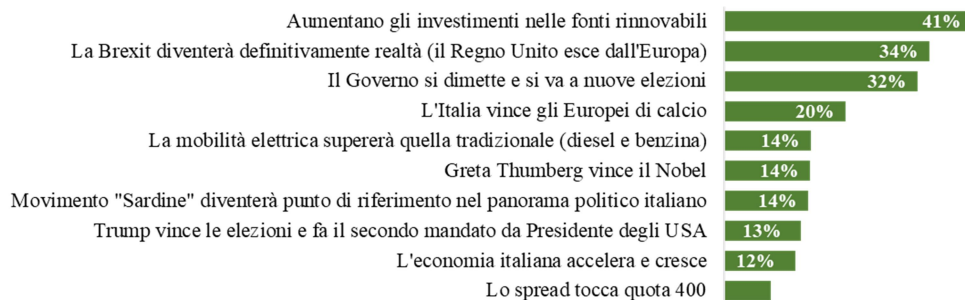 Aumentano gli investimenti nelle fonti rinnovabili 41%
La Brexit diventerà definitivamente realtà (il Regno Unito esce dall'Europa) 34%
Il Governo si dimette e si va a nuove elezioni 32%
L'Italia vince gli Europei di calcio 20%
La mobilità elettrica supererà quella tradizionale (diesel e benzina) 14%
Greta Thumberg vince il Nobel 14%
Movimento "Sardine" diventerà punto di riferimento nel panorama politico italiano 14%
Trump vince le elezioni e fà il secondo mandato da Presidente degli USA 13%
L'economia italiana accelera e cresce 12%
Lo spread tocca quota 400